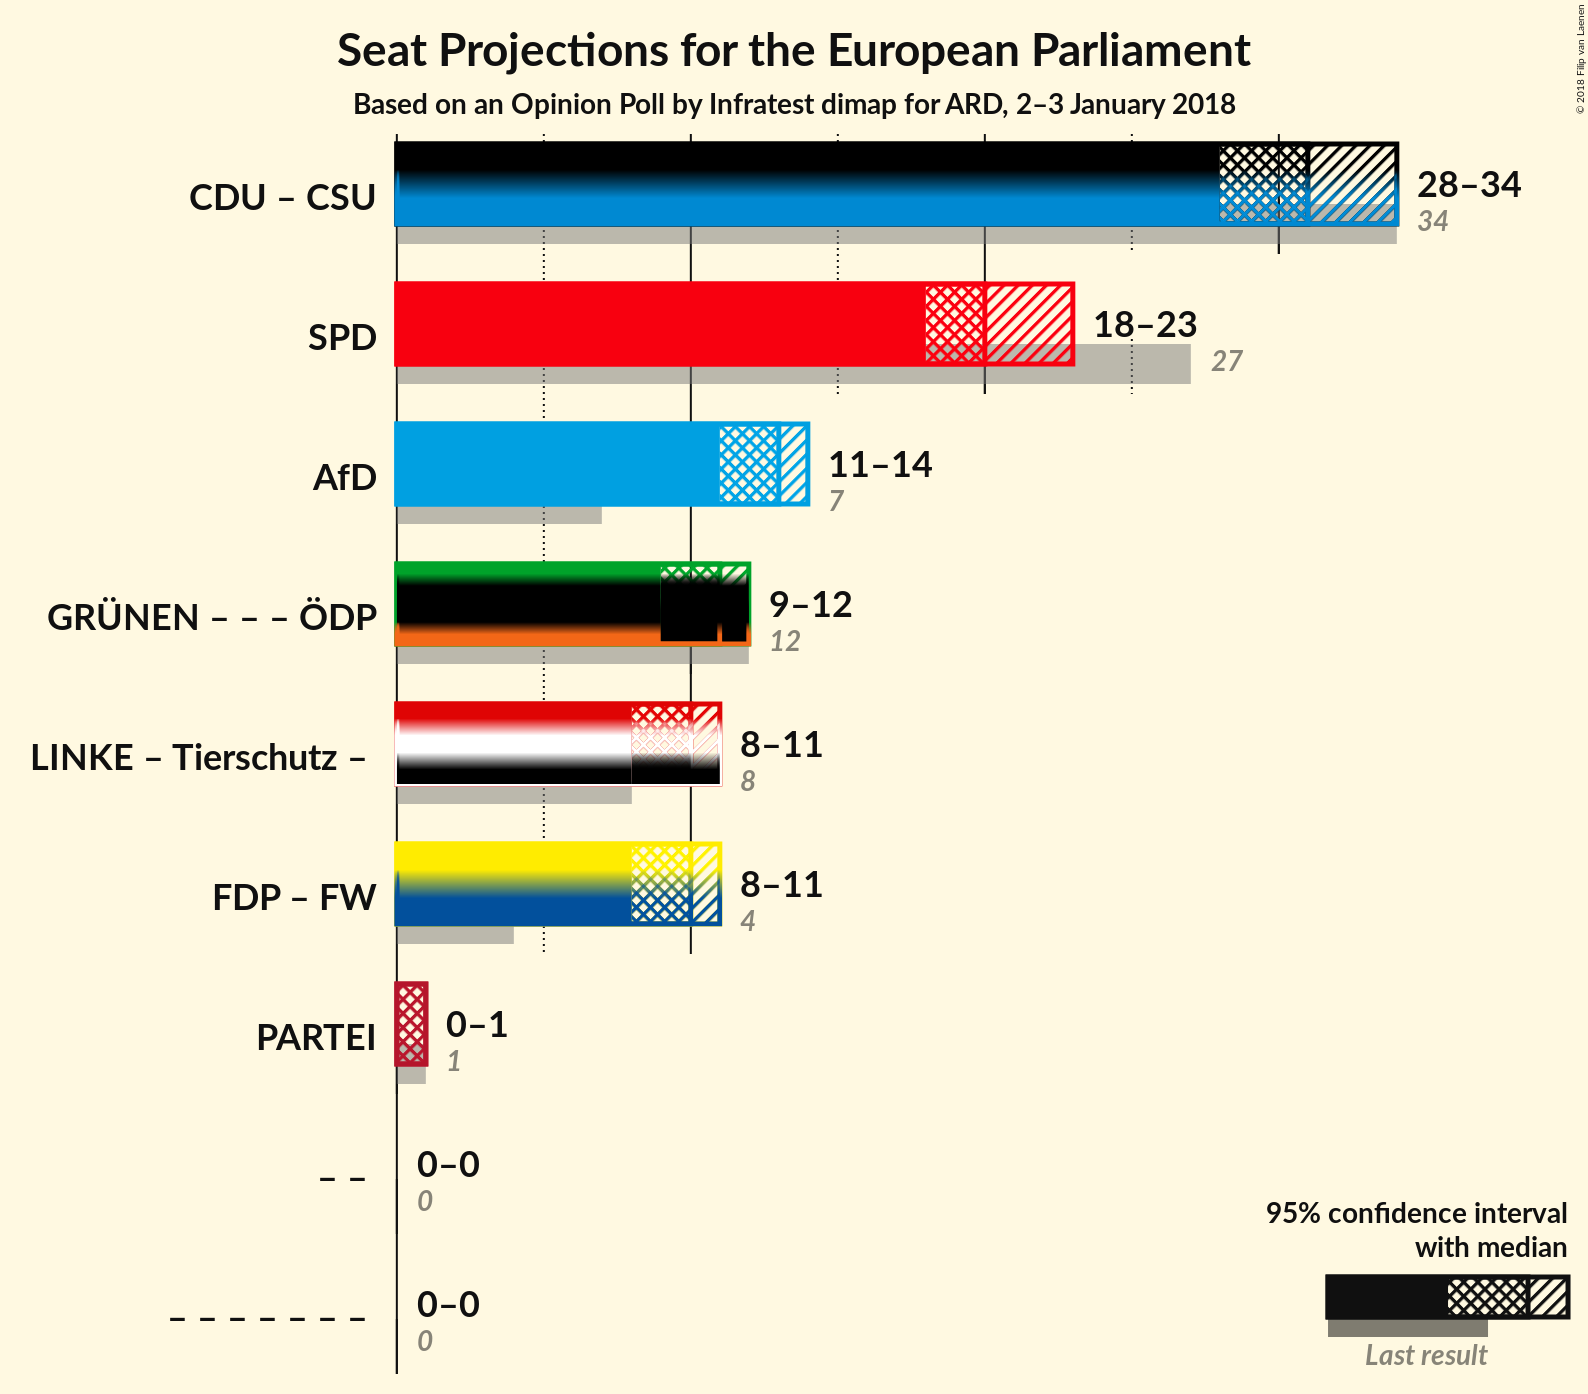 Seat Projections for the European Parliament
Based on an Opinion Poll by Infratest dimap for ARD, 2–3 January 2018
© 2018 Filip van Laenen
CDU – CSU
28–34
34
SPD
18–23
27
AfD
11–14
7
GRÜNEN – – – ÖDP
9–12
12
LINKE – Tierschutz –
8–11
8
FDP – FW
8–11
4
PARTEI
0–1
1
– –
0–0
0
– – – – – – –
0–0
0
95% confidence interval
with median
Last result